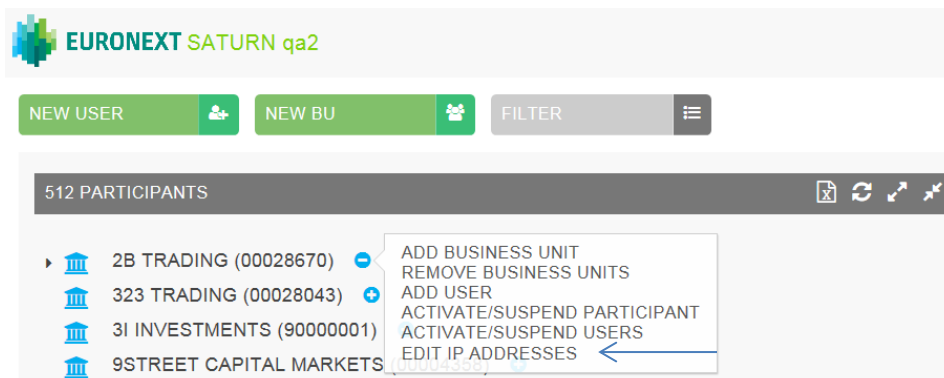 EURONEXT SATURN qa2
NEW USER NEW BU FILTER
512 PARTICIPANTS
2B TRADING (00028670)
323 TRADING (00028043)
3I INVESTMENTS (90000001)
9STREET CAPITAL MARKETS (00004358)
ADD BUSINESS UNIT
REMOVE BUSINESS UNITS
ADD USER
ACTIVATE/SUSPEND PARTICIPANT
ACTIVATE/SUSPEND USERS
EDIT IP ADDRESSES